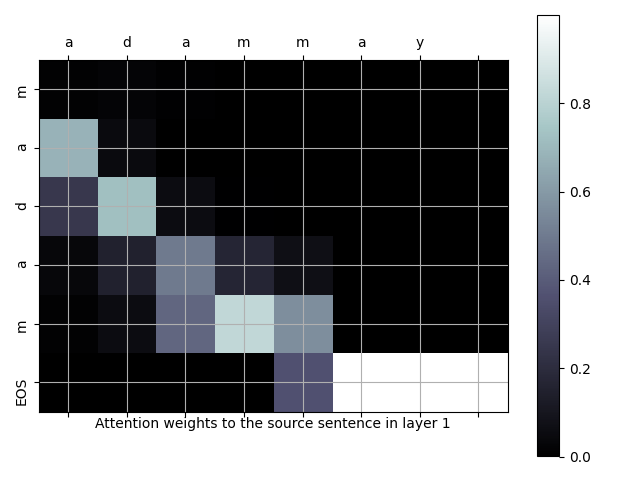 a d a m m a y
m
a
d
a
m
EOS
0.8
0.6
0.4
0.2
0.0
Attention weights to the source sentence in layer 1